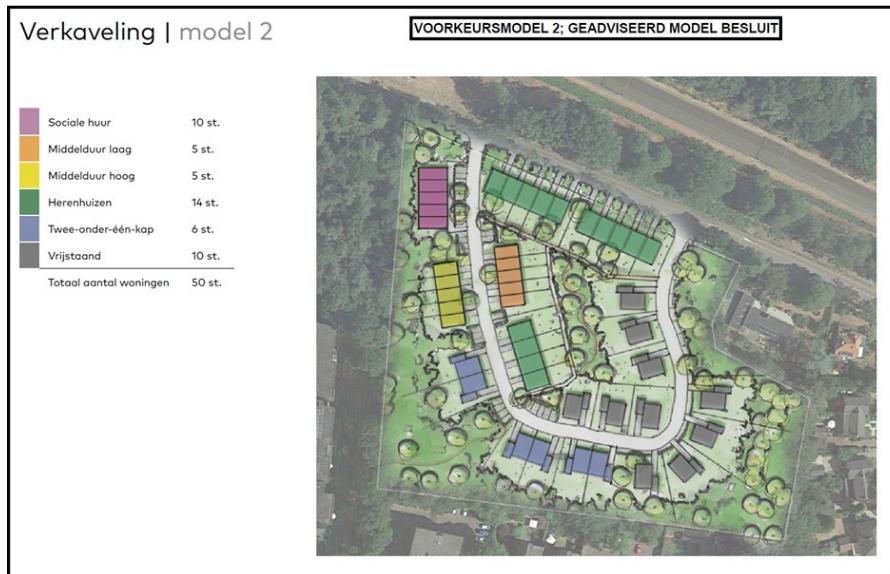 Verkaveling | model 2
VOORKEURSMODEL 2; GEADVISEERD MODEL BESLUIT
Sociale huur 10 st.
Middelduur laag 5 st.
Middelduur hoog 5 st.
Herenhuizen 14 st.
Twee-onder-één-kap 6 st.
Vrijstaand 10 st.
Totaal aantal woningen 50 st.